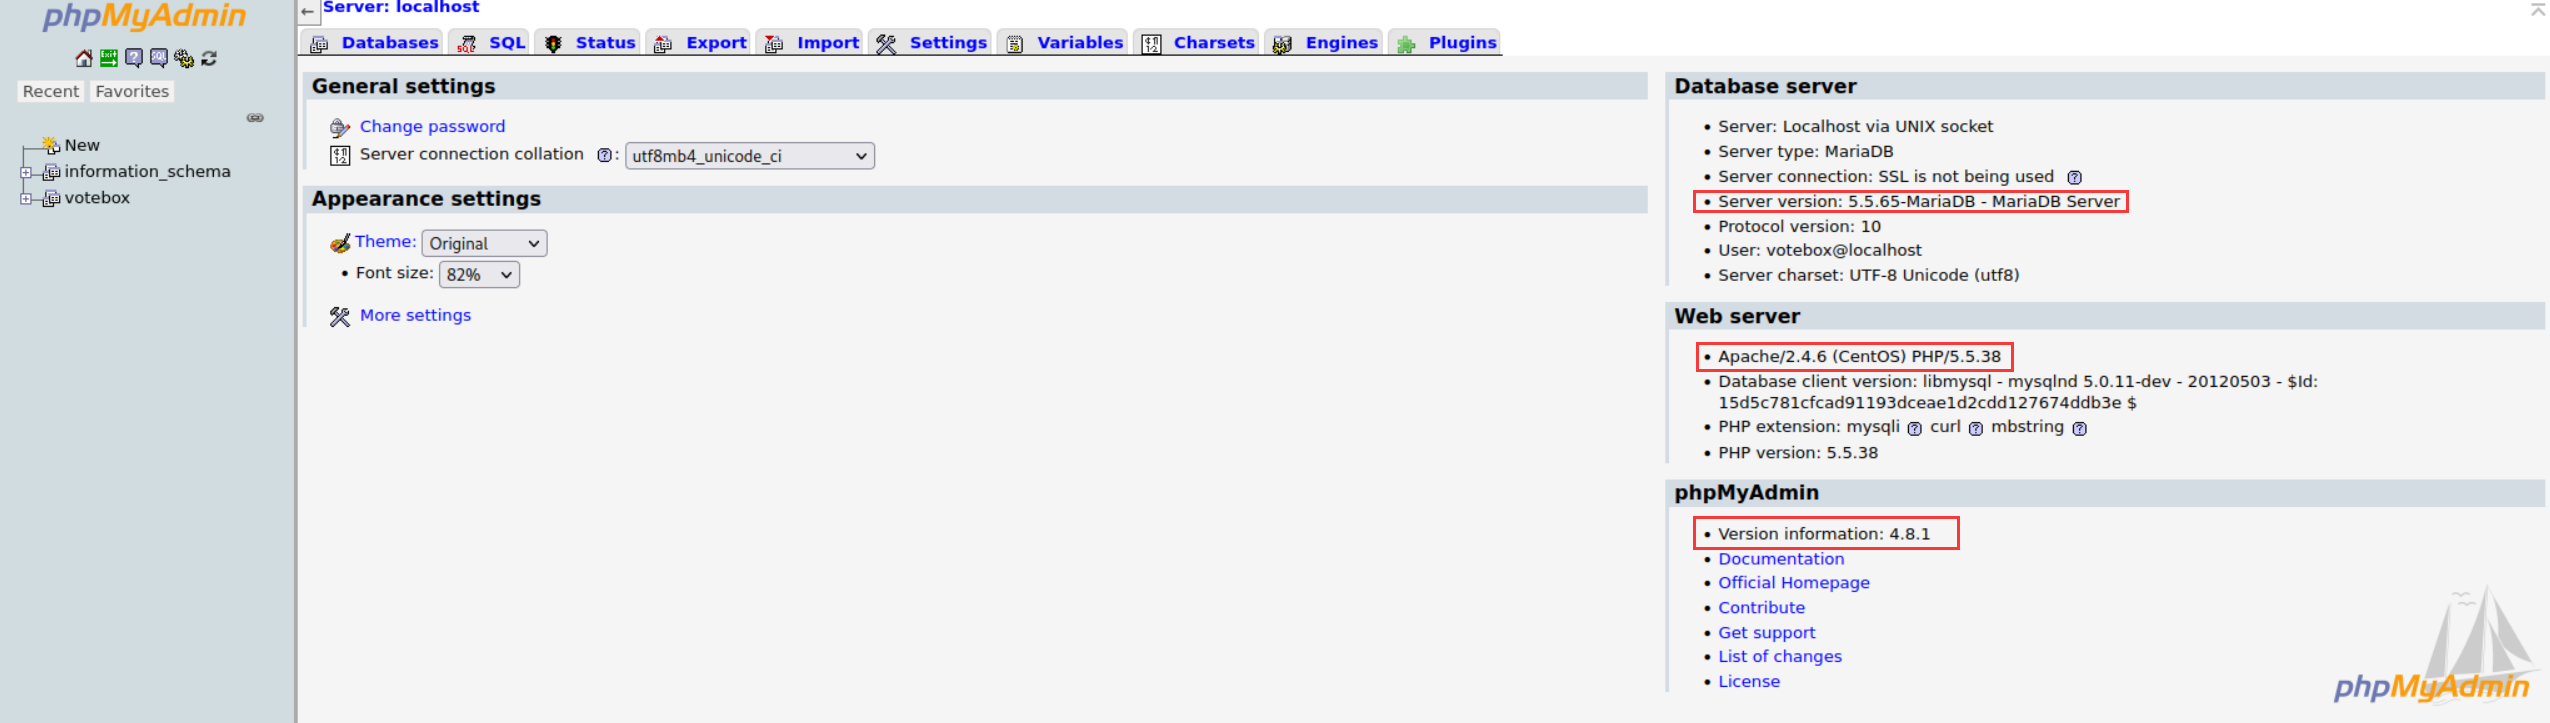 phpMyAdmin
Recent
Favorites
New
information_schema
votebox
Server: localhost
Databases
SQL
Status
Export
Import
Settings
Variables
Charsets
Engines
Plugins
General settings
Change password
Server connection collation
:
utf8mb4_unicode_ci
Appearance settings
Theme:
Original
• Font size:
82%
More settings
Database server
• Server: Localhost via UNIX socket
• Server type: MariaDB
• Server connection: SSL is not being used
• Server version: 5.5.65-MariaDB - MariaDB Server
• Protocol version: 10
• User: votebox@localhost
• Server charset: UTF-8 Unicode (utf8)
Web server
• Apache/2.4.6 (CentOS) PHP/5.5.38
• Database client version: libmysql - mysqlnd 5.0.11-dev - 20120503 - $Id:
15d5c781cfcad91193dceae1d2cdd127674ddb3e $
• PHP extension: mysqli curl mbstring
• PHP version: 5.5.38
phpMyAdmin
• Version information: 4.8.1
• Documentation
• Official Homepage
• Contribute
• Get support
• List of changes
• License
phpMyAdmin